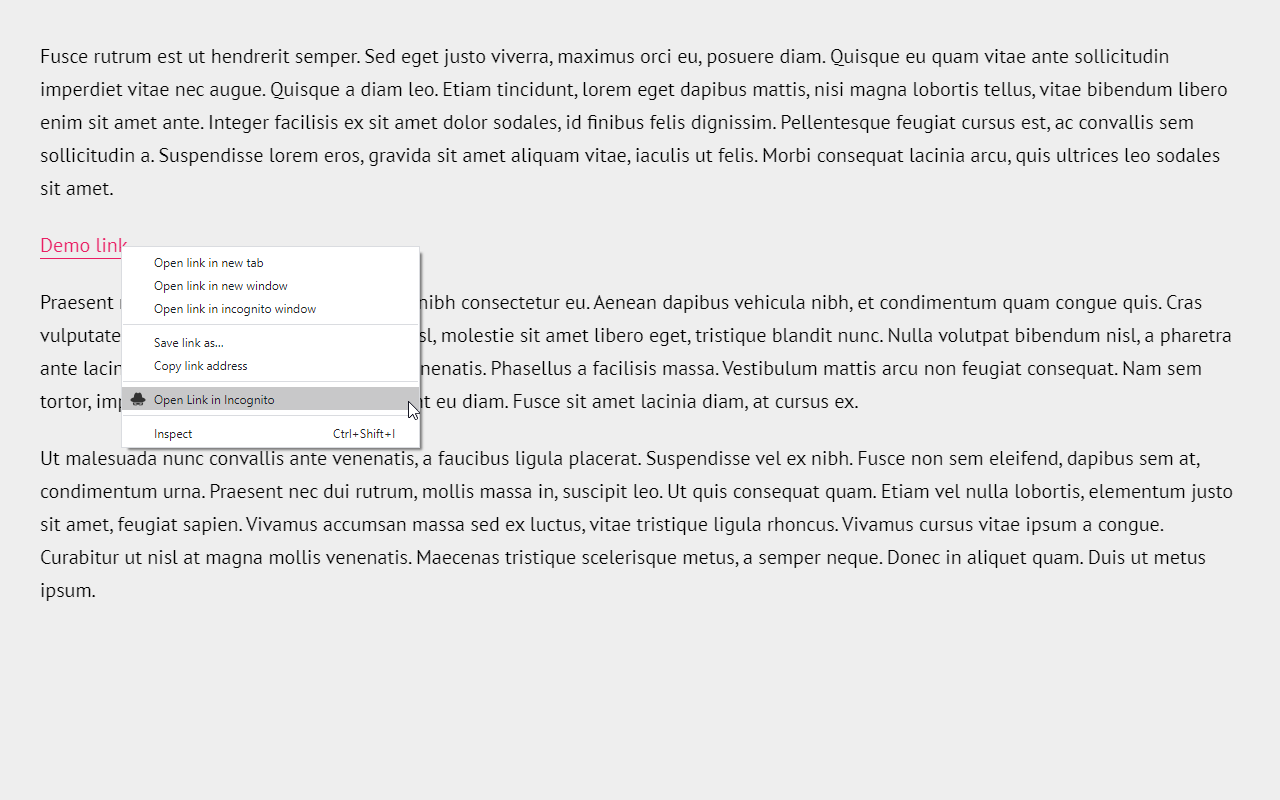 Fusce rutrum est ut hendrerit semper. Sed eget justo viverra, maximus orci eu, posuere diam. Quisque eu quam vitae ante sollicitudin
imperdiet vitae nec augue. Quisque a diam leo. Etiam tincidunt, lorem eget dapibus mattis, nisi magna lobortis tellus, vitae bibendum libero
enim sit amet ante. Integer facilisis ex sit amet dolor sodales, id finibus felis dignissim. Pellentesque feugiat cursus est, ac convallis sem
sollicitudin a. Suspendisse lorem eros, gravida sit amet aliquam vitae, iaculis ut felis. Morbi consequat lacinia arcu, quis ultrices leo sodales
sit amet.
Demo link
Open link in new tab
Open link in new window
Open link in incognito window
Save link as...
Copy link address
Open Link in Incognito
Inspect Ctrl+Shift+I
Praesent nibh consectetur eu. Aenean dapibus vehicula nibh, et condimentum quam congue quis. Cras
vulputate molestie sit amet libero eget, tristique blandit nunc. Nulla volutpat bibendum nisl, a pharetra
ante Phasellus a facilisis massa. Vestibulum mattis arcu non feugiat consequat. Nam sem
tortor, eu diam. Fusce sit amet lacinia diam, at cursus ex.
Ut malesuada nunc convallis ante venenatis, a faucibus ligula placerat. Suspendisse vel ex nibh. Fusce non sem eleifend, dapibus sem at,
condimentum urna. Praesent nec dui rutrum, mollis massa in, suscipit leo. Ut quis consequat quam. Etiam vel nulla lobortis, elementum justo
sit amet, feugiat sapien. Vivamus accumsan massa sed ex luctus, vitae tristique ligula rhoncus. Vivamus cursus vitae ipsum a congue.
Curabitur ut nisl at magna mollis venenatis. Maecenas tristique scelerisque metus, a semper neque. Donec in aliquet quam. Duis ut metus
ipsum.